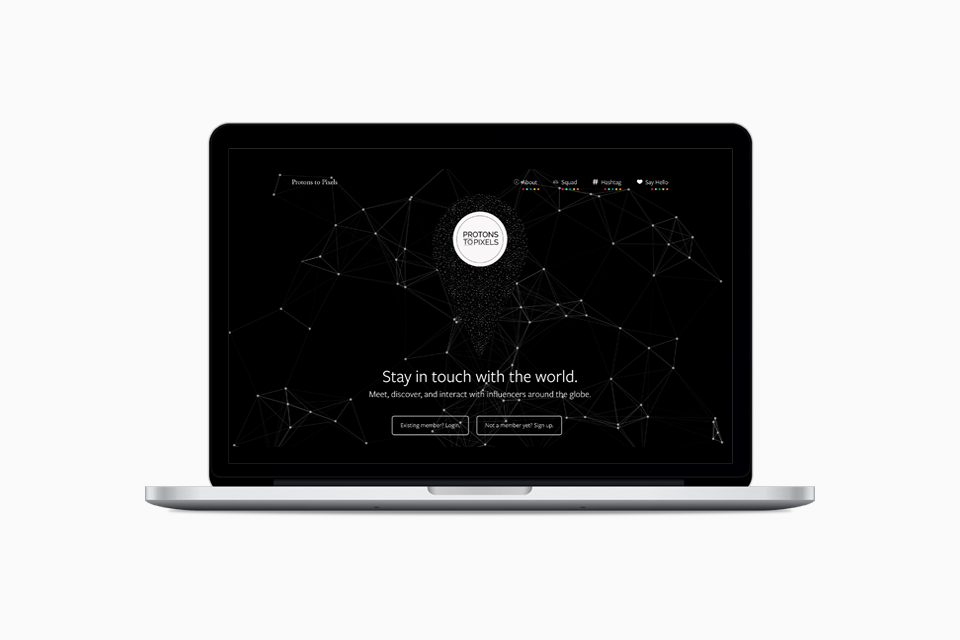 Protons to Pixels
About
Squad
Hashtag
Say Hello
PROTONS
TO PIXELS
Stay in touch with the world.
Meet, discover, and interact with influencers around the globe.
Existing member? Login.
Not a member yet? Sign up.